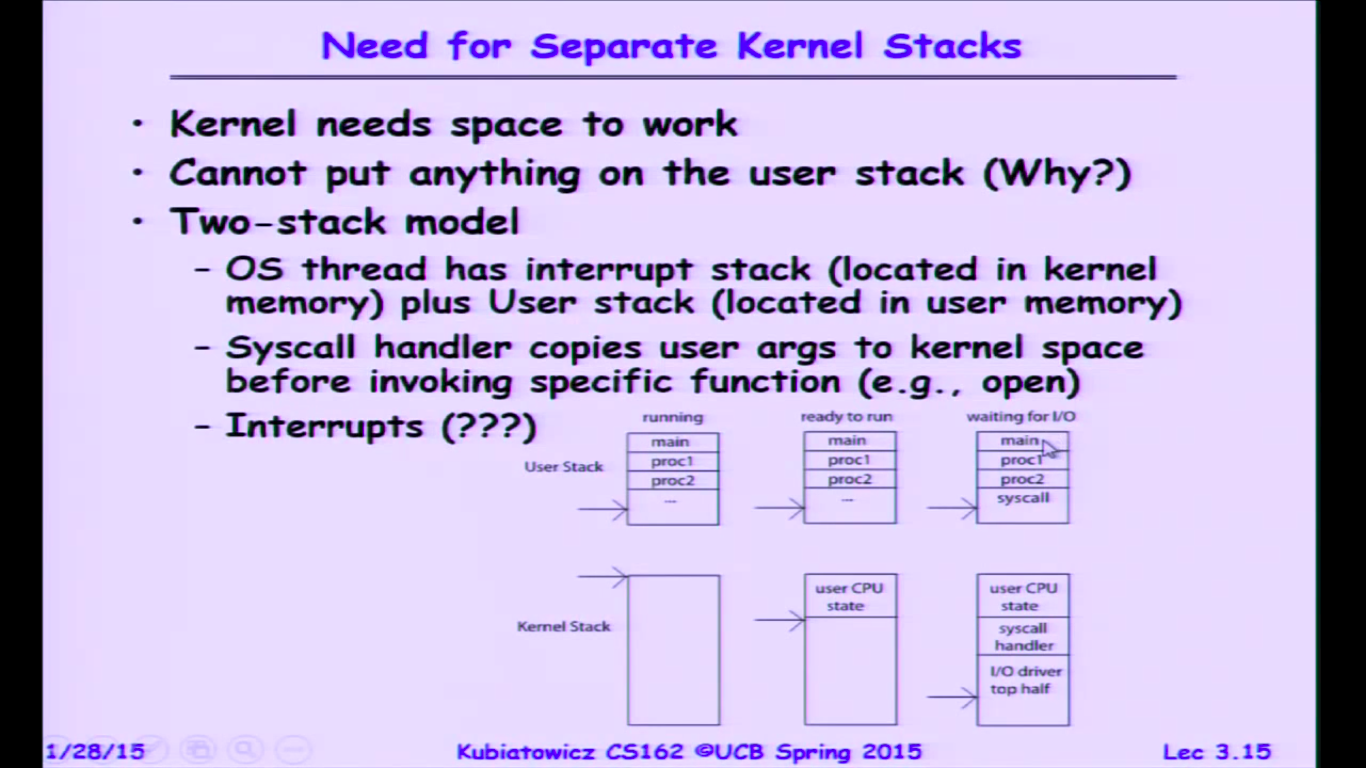 Need for Separate Kernel Stacks
• Kernel needs space to work
• Cannot put anything on the user stack (Why?)
• Two-stack model
– OS thread has interrupt stack (located in kernel
memory) plus User stack (located in user memory)
– Syscall handler copies user args to kernel space
before invoking specific function (e.g., open)
– Interrupts (???)
running
ready to run
waiting for I/O
User Stack
main
proc1
proc2
...
main
proc1
proc2
...
main
proc1
proc2
syscall
Kernel Stack
user CPU
state
user CPU
state
syscall
handler
I/O driver
top half
1/28/15
Kubiatowicz CS162 ©UCB Spring 2015
Lec 3.15